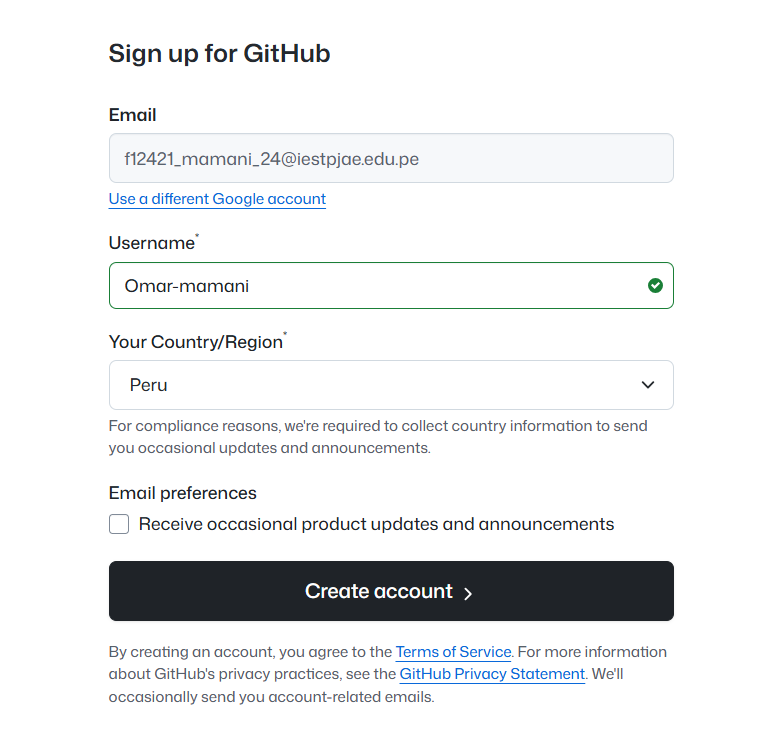 Sign up for GitHub
Email
f12421_mamani_24@iestpjae.edu.pe
Use a different Google account
Username*
Omar-mamani
Your Country/Region*
Peru
For compliance reasons, we're required to collect country information to send
you occasional updates and announcements.
Email preferences
Receive occasional product updates and announcements
Create account
By creating an account, you agree to the Terms of Service. For more information
about GitHub's privacy practices, see the GitHub Privacy Statement. We'll
occasionally send you account-related emails.